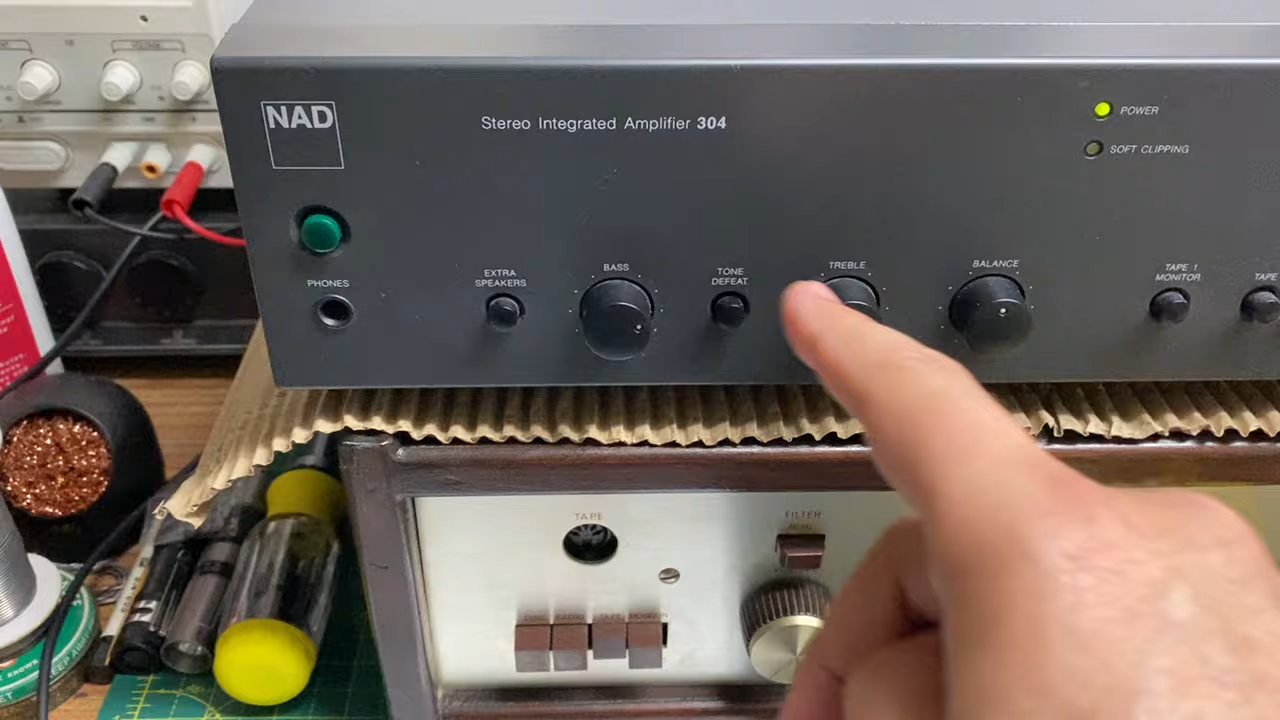 VOLTAGE
NAD
Stereo Integrated Amplifier 304
POWER
SOFT CLIPPING
PHONES
EXTRA
SPEAKERS
BASS
TONE
DEFEAT
TREBLE
BALANCE
TAPE 1
MONITOR
TAPE
TAPE
FILTER